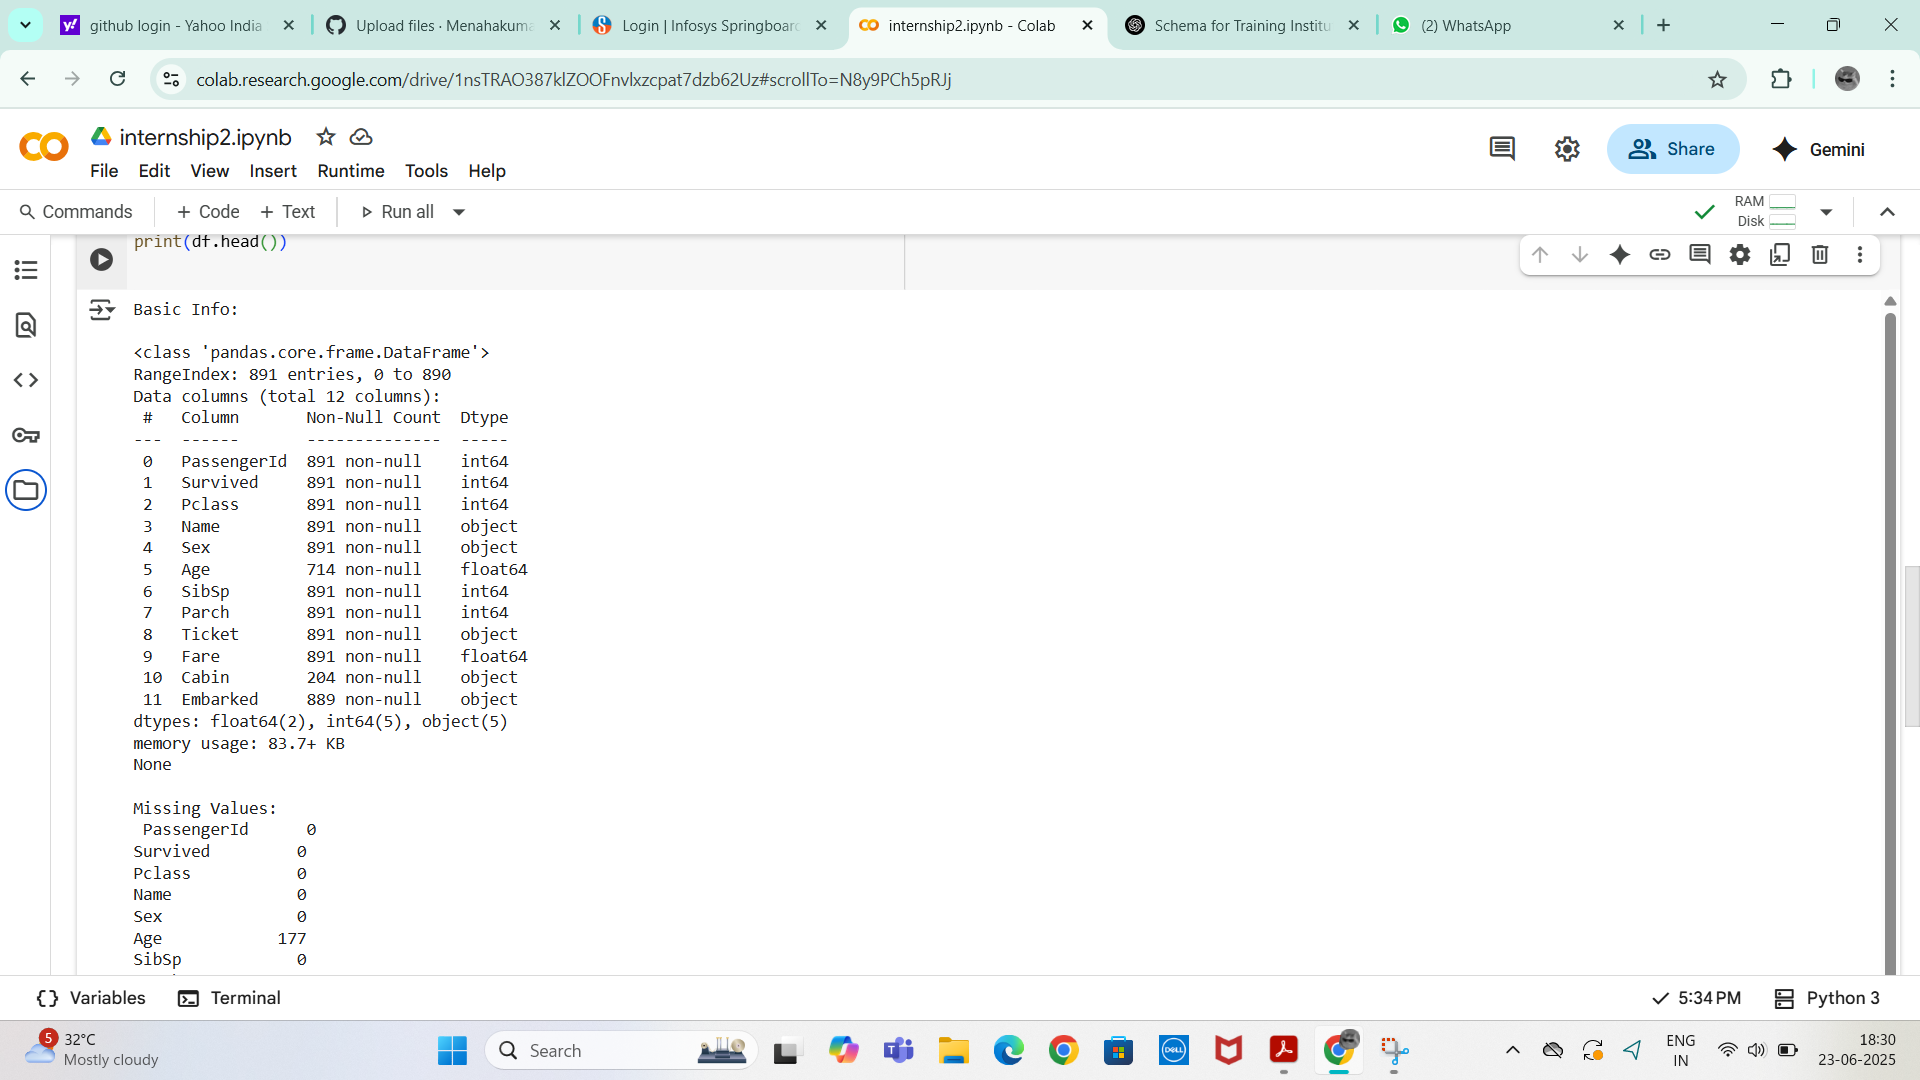 github login - Yahoo India
Upload files · Menahakuma
Login | Infosys Springboard
internship2.ipynb - Colab
Schema for Training Institu
(2) WhatsApp
colab.research.google.com/drive/1nsTRAO387klZOOFnvlxzcpat7dzb62Uz#scrollTo=N8y9PCh5pRJj
internship2.ipynb
File Edit View Insert Runtime Tools Help
Share
Gemini
Commands
+ Code + Text
Run all
RAM
Disk
print(df.head())
Basic Info:
<class 'pandas.core.frame.DataFrame'>
RangeIndex: 891 entries, 0 to 890
Data columns (total 12 columns):
 #   Column       Non-Null Count  Dtype
---  ------       --------------  -----
 0   PassengerId  891 non-null    int64
 1   Survived     891 non-null    int64
 2   Pclass       891 non-null    int64
 3   Name         891 non-null    object
 4   Sex          891 non-null    object
 5   Age          714 non-null    float64
 6   SibSp        891 non-null    int64
 7   Parch        891 non-null    int64
 8   Ticket       891 non-null    object
 9   Fare         891 non-null    float64
 10  Cabin        204 non-null    object
 11  Embarked     889 non-null    object
dtypes: float64(2), int64(5), object(5)
memory usage: 83.7+ KB
None
Missing Values:
 PassengerId      0
Survived         0
Pclass           0
Name             0
Sex              0
Age            177
SibSp            0
{} Variables
Terminal
5:34 PM
Python 3
5
32°C
Mostly cloudy
Search
DELL
ENG
IN
18:30
23-06-2025